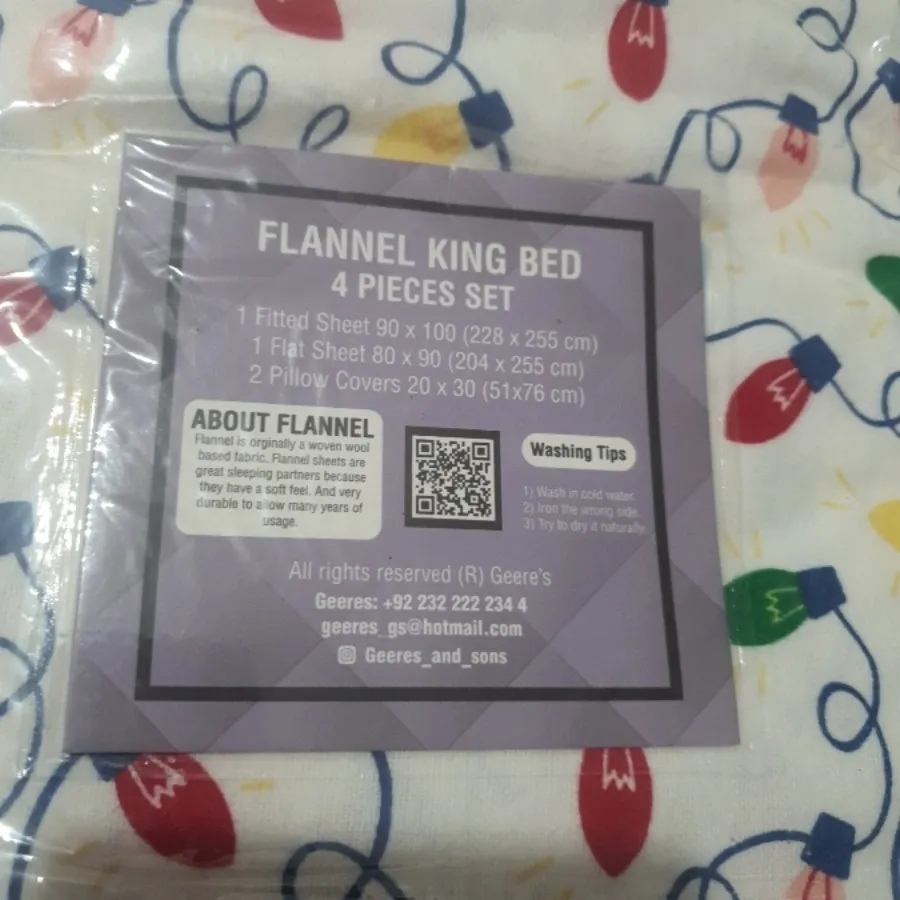 FLANNEL KING BED
4 PIECES SET
1 Fitted Sheet 90 x 100 (228 x 255 cm)
1 Flat Sheet 80 x 90 (204 x 255 cm)
2 Pillow Covers 20 x 30 (51x76 cm)
ABOUT FLANNEL
Flannel is orginally a woven wool
based fabric. Flannel sheets are
great sleeping partners because
they have a soft feel. And very
durable to allow many years of
usage.
Washing Tips
1) Wash in cold water.
2) Iron the wrong side.
3) Try to dry it naturally.
All rights reserved (R) Geere's
Geeres: +92 232 222 234 4
geeres_gs@hotmail.com
Geeres_and_sons